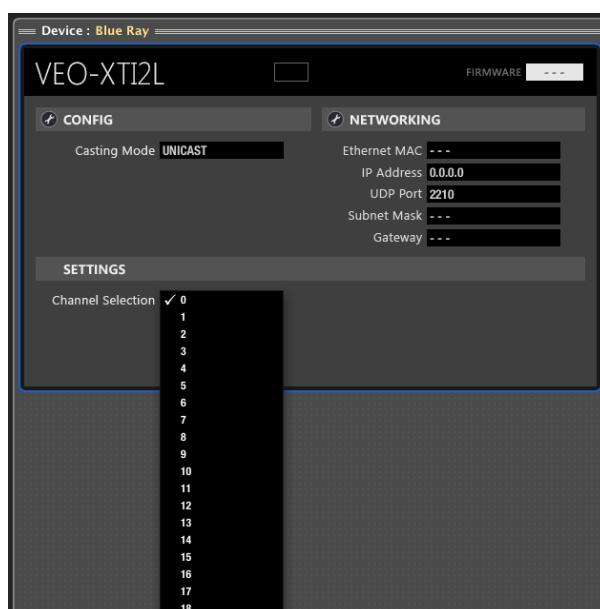 Device : Blue Ray
VEO-XTI2L
FIRMWARE - - -
CONFIG
Casting Mode UNICAST
NETWORKING
Ethernet MAC - - -
IP Address 0.0.0.0
UDP Port 2210
Subnet Mask - - -
Gateway - - -
SETTINGS
Channel Selection ✓ 0
1
2
3
4
5
6
7
8
9
10
11
12
13
14
15
16
17
18